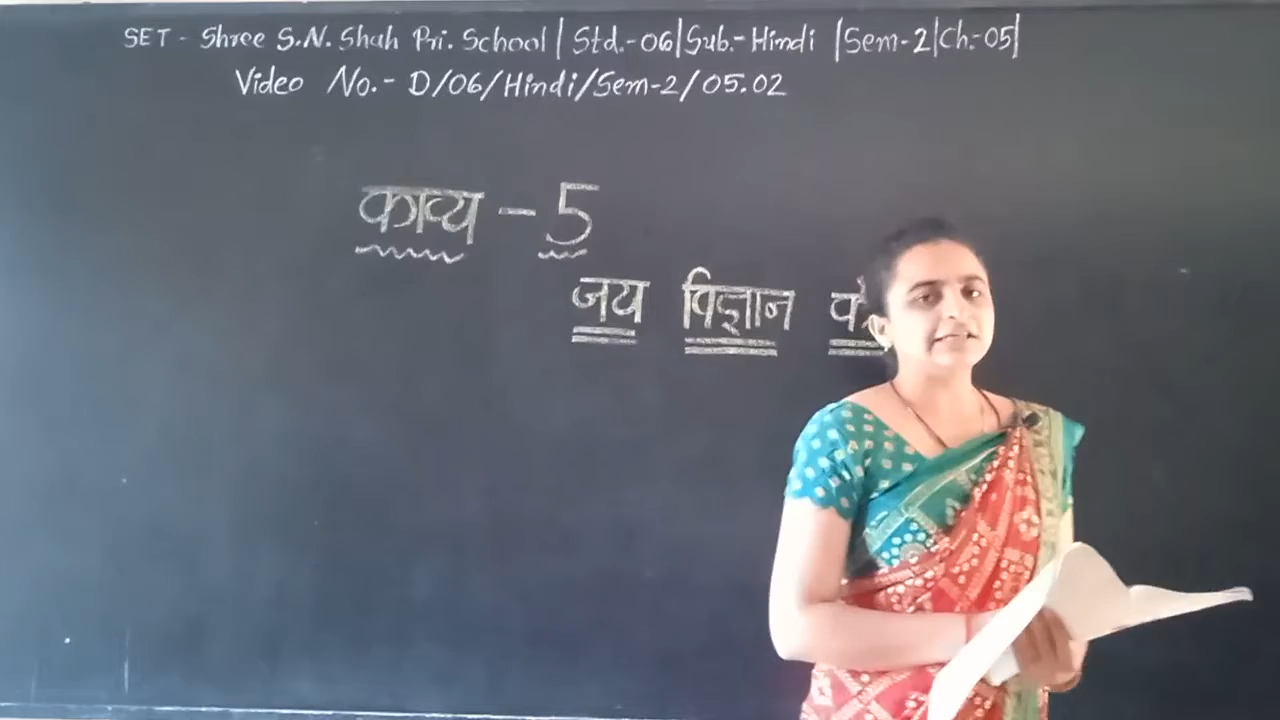 SET - Shree S.N. Shah Pri. School | Std.-06 | Sub.- Hindi | Sem-2 | Ch.-05 |
Video No.- D/06/Hindi/Sem-2/05.02
काव्य - 5
जय विज्ञान